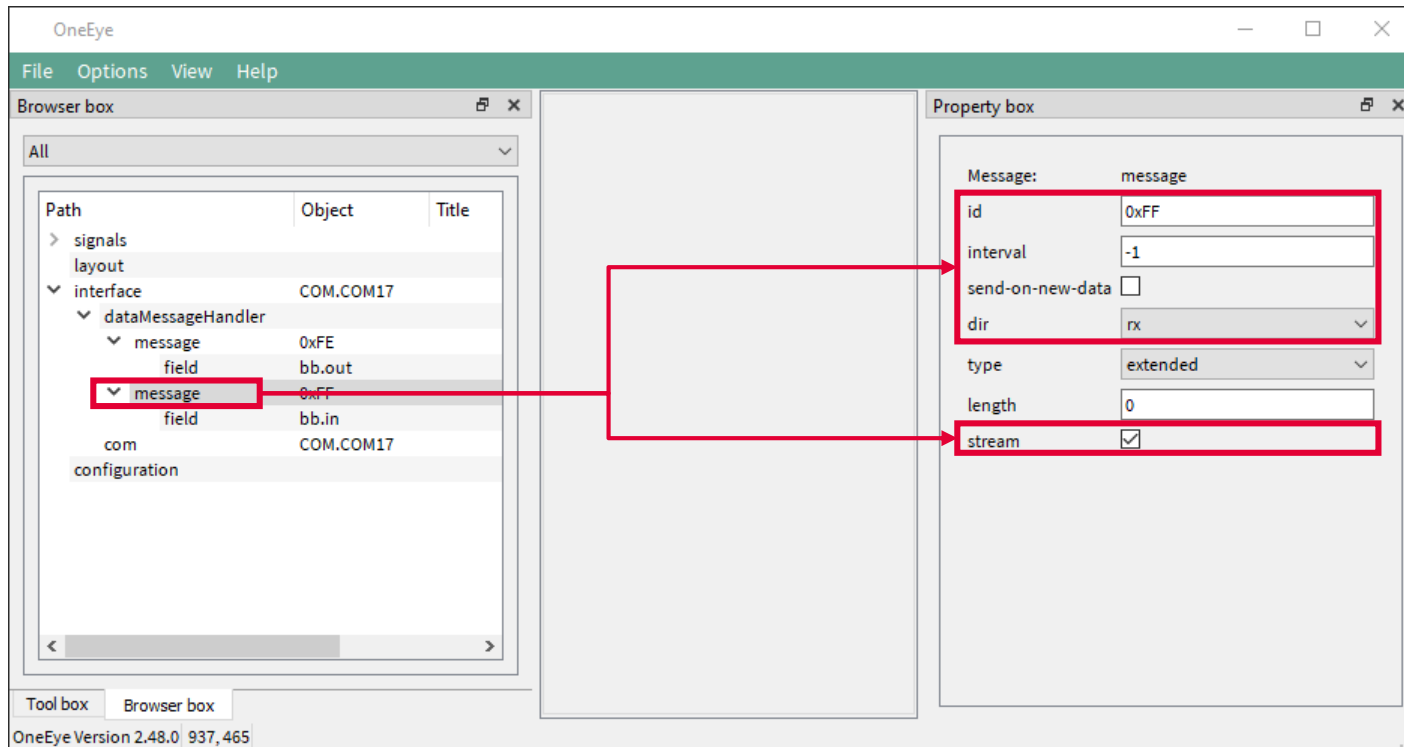 OneEye
File Options View Help
Browser box
All
Path Object Title
signals
layout
interface COM.COM17
dataMessageHandler
message 0xFE
field bb.out
message 0xFF
field bb.in
com COM.COM17
configuration
Tool box Browser box
OneEye Version 2.48.0 937, 465
Property box
Message: message
id 0xFF
interval -1
send-on-new-data
dir rx
type extended
length 0
stream